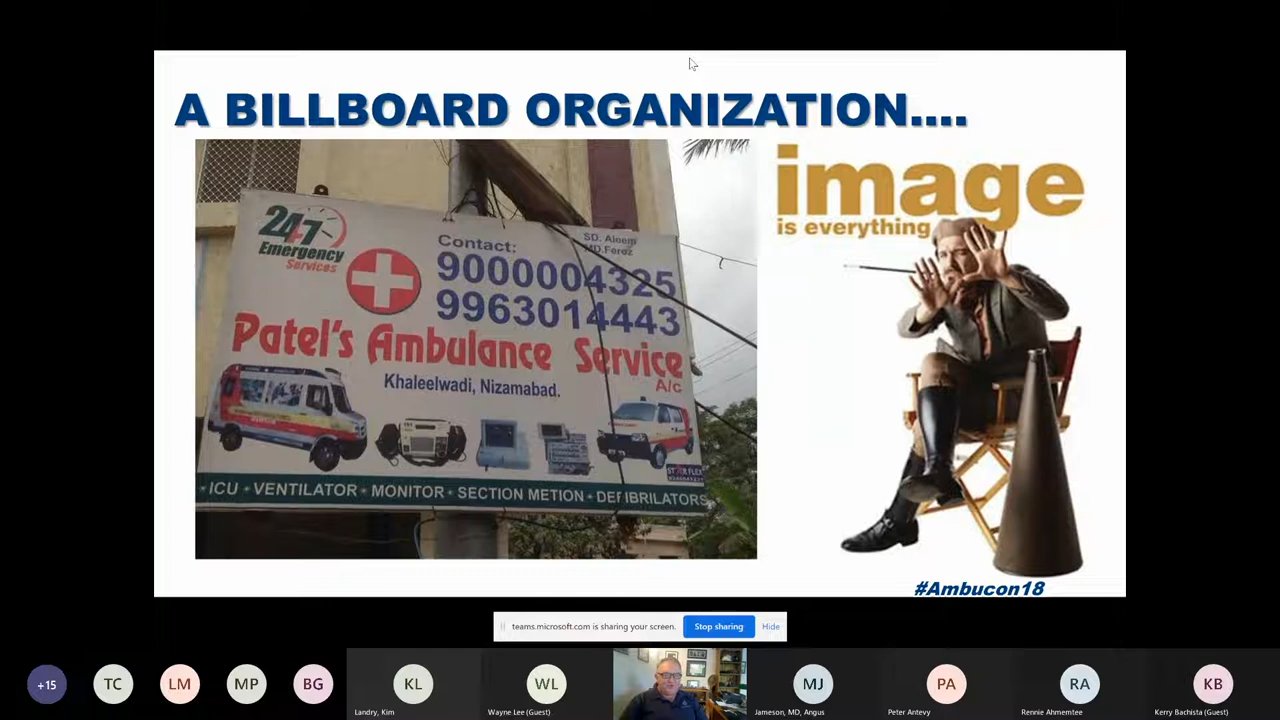 A BILLBOARD ORGANIZATION....
image
is everything
24/7
Emergency
Services
Contact:
SD. Aleem
MD.Feroz
9000004325
9963014443
Patel's Ambulance Service
A/c
Khaleelwadi, Nizamabad.
ICU • VENTILATOR • MONITOR • SECTION METION • DEFIBRILATORS
#Ambucon18
teams.microsoft.com is sharing your screen.
Stop sharing
Hide
+15
TC
LM
MP
BG
KL
WL
MJ
PA
RA
KB
Landry, Kim
Wayne Lee (Guest)
Jameson, MD, Angus
Peter Antevy
Rennie Ahmemtee
Kerry Bachista (Guest)